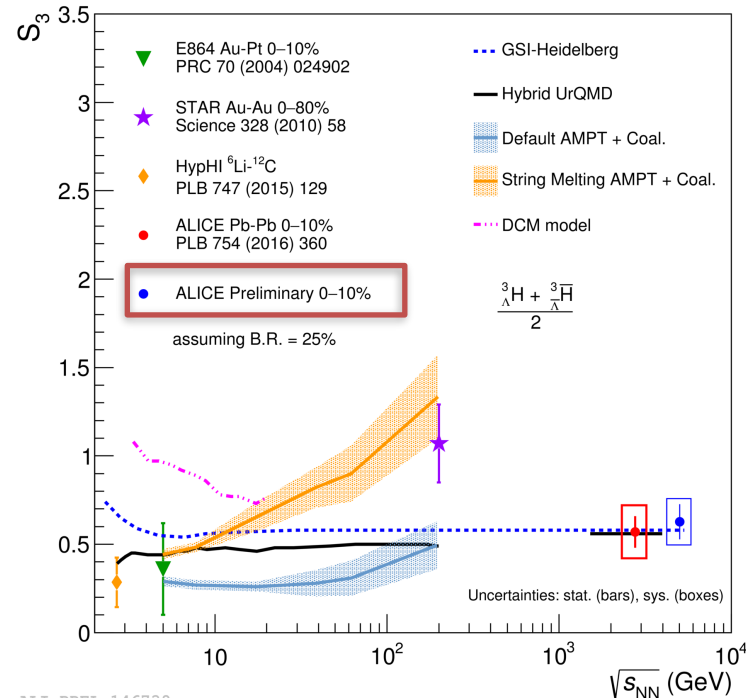 S₃
3.5
3
2.5
2
1.5
1
0.5
0
E864 Au-Pt 0–10%
PRC 70 (2004) 024902
STAR Au-Au 0–80%
Science 328 (2010) 58
HypHI ⁶Li-¹²C
PLB 747 (2015) 129
ALICE Pb-Pb 0–10%
PLB 754 (2016) 360
ALICE Preliminary 0–10%
assuming B.R. = 25%
GSI-Heidelberg
Hybrid UrQMD
Default AMPT + Coal.
String Melting AMPT + Coal.
DCM model
³ΛH + ³Λ̅H̅
2
Uncertainties: stat. (bars), sys. (boxes)
10 10² 10³ 10⁴
√sNN (GeV)